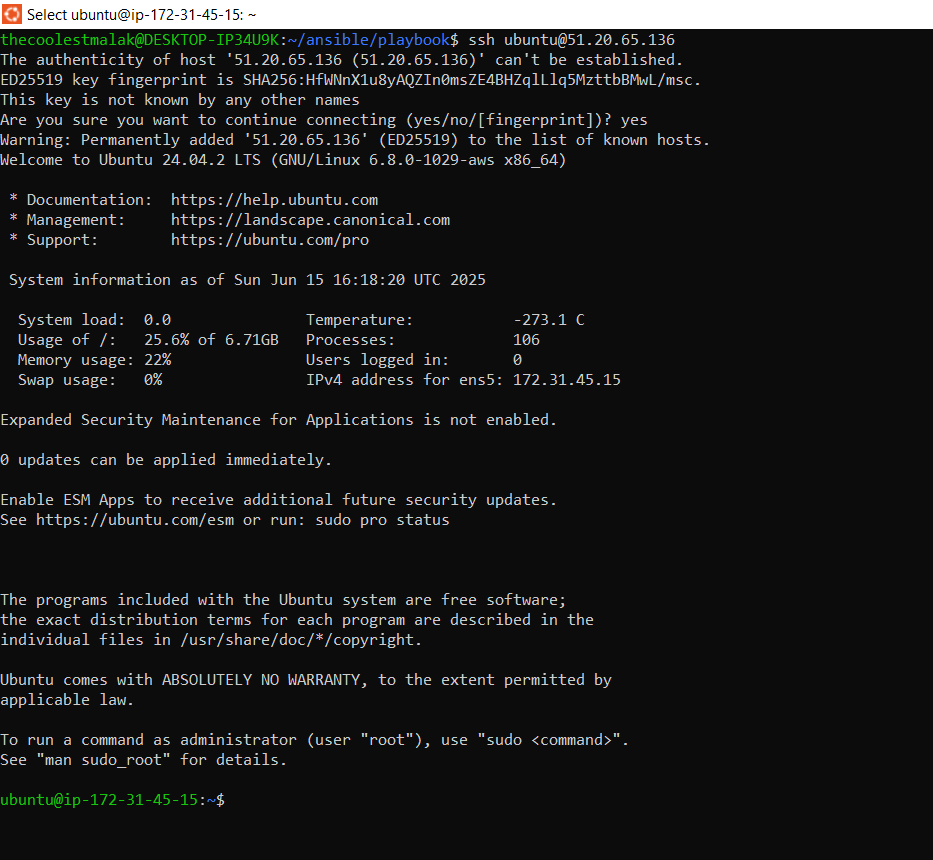 Select ubuntu@ip-172-31-45-15: ~
thecoolestmalak@DESKTOP-IP34U9K:~/ansible/playbook$ ssh ubuntu@51.20.65.136
The authenticity of host '51.20.65.136 (51.20.65.136)' can't be established.
ED25519 key fingerprint is SHA256:HfWNnX1u8yAQZIn0msZE4BHZqlLlq5MzttbBMwL/msc.
This key is not known by any other names
Are you sure you want to continue connecting (yes/no/[fingerprint])? yes
Warning: Permanently added '51.20.65.136' (ED25519) to the list of known hosts.
Welcome to Ubuntu 24.04.2 LTS (GNU/Linux 6.8.0-1029-aws x86_64)
* Documentation:  https://help.ubuntu.com
* Management:     https://landscape.canonical.com
* Support:        https://ubuntu.com/pro
System information as of Sun Jun 15 16:18:20 UTC 2025
System load:  0.0               Temperature:           -273.1 C
Usage of /:   25.6% of 6.71GB   Processes:             106
Memory usage: 22%               Users logged in:       0
Swap usage:   0%                IPv4 address for ens5: 172.31.45.15
Expanded Security Maintenance for Applications is not enabled.
0 updates can be applied immediately.
Enable ESM Apps to receive additional future security updates.
See https://ubuntu.com/esm or run: sudo pro status
The programs included with the Ubuntu system are free software;
the exact distribution terms for each program are described in the
individual files in /usr/share/doc/*/copyright.
Ubuntu comes with ABSOLUTELY NO WARRANTY, to the extent permitted by
applicable law.
To run a command as administrator (user "root"), use "sudo <command>".
See "man sudo_root" for details.
ubuntu@ip-172-31-45-15:~$